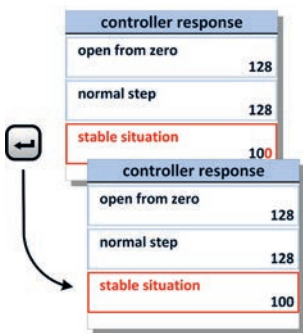 controller response
open from zero
128
normal step
128
stable situation
100
controller response
open from zero
128
normal step
128
stable situation
100